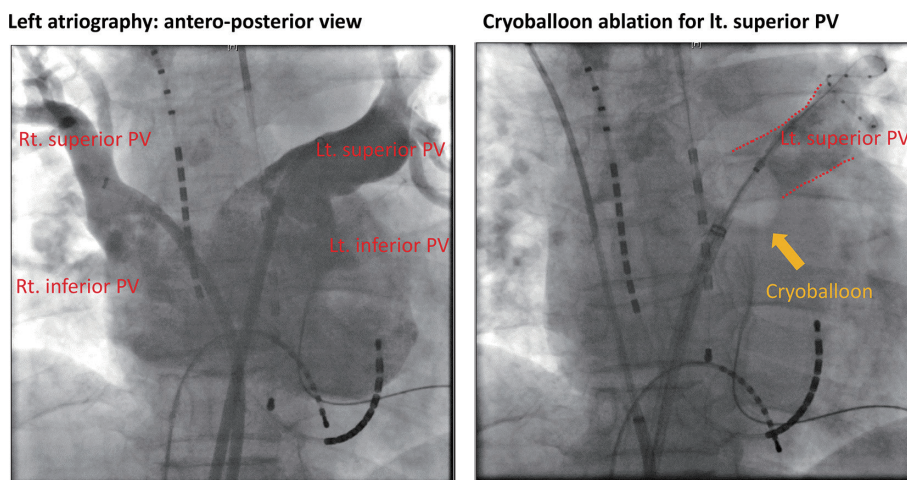 Left atriography: antero-posterior view
Cryoballoon ablation for lt. superior PV
Rt. superior PV
Lt. superior PV
Lt. inferior PV
Rt. inferior PV
Lt. superior PV
Cryoballoon